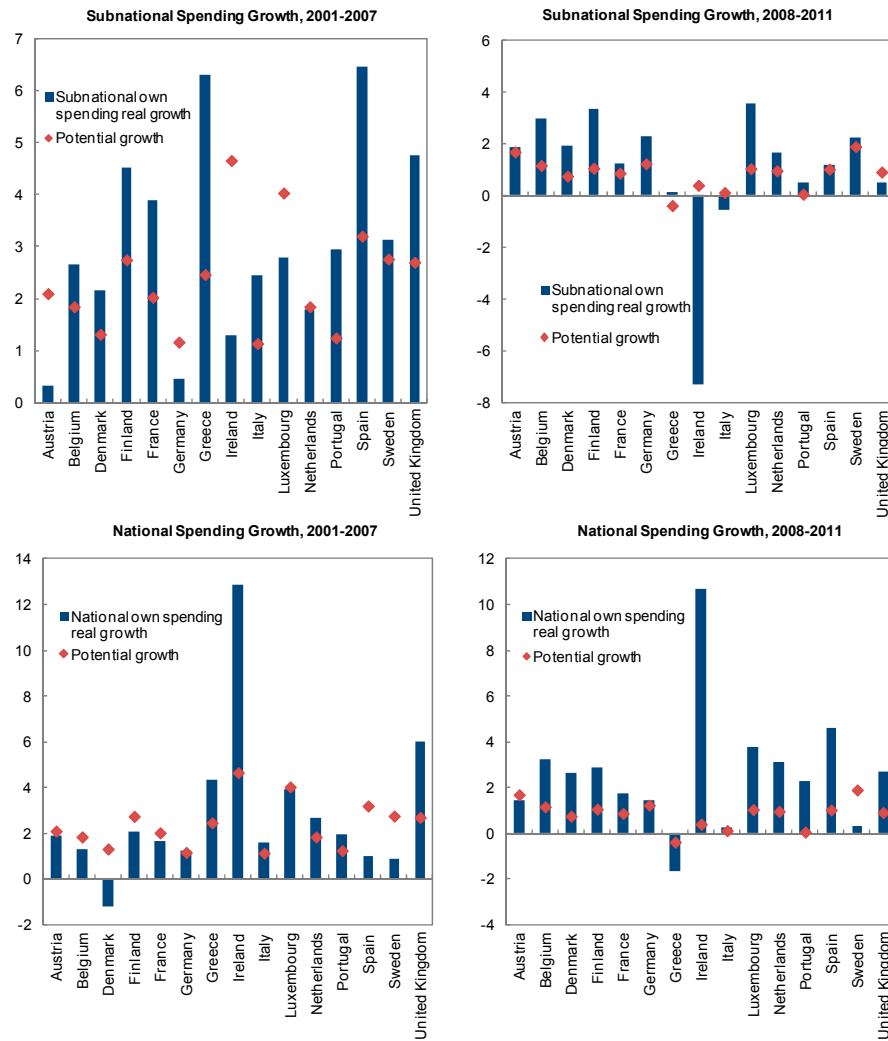 Subnational Spending Growth, 2001-2007
7
6
5
4
3
2
1
0
Subnational own
spending real growth
Potential growth
Austria
Belgium
Denmark
Finland
France
Germany
Greece
Ireland
Italy
Luxembourg
Netherlands
Portugal
Spain
Sweden
United Kingdom
Subnational Spending Growth, 2008-2011
6
4
2
0
-2
-4
-6
-8
Subnational own
spending real growth
Potential growth
Austria
Belgium
Denmark
Finland
France
Germany
Greece
Ireland
Italy
Luxembourg
Netherlands
Portugal
Spain
Sweden
United Kingdom
National Spending Growth, 2001-2007
14
12
10
8
6
4
2
0
-2
National own spending
real growth
Potential growth
Austria
Belgium
Denmark
Finland
France
Germany
Greece
Ireland
Italy
Luxembourg
Netherlands
Portugal
Spain
Sweden
United Kingdom
National Spending Growth, 2008-2011
12
10
8
6
4
2
0
-2
-4
National own spending
real growth
Potential growth
Austria
Belgium
Denmark
Finland
France
Germany
Greece
Ireland
Italy
Luxembourg
Netherlands
Portugal
Spain
Sweden
United Kingdom